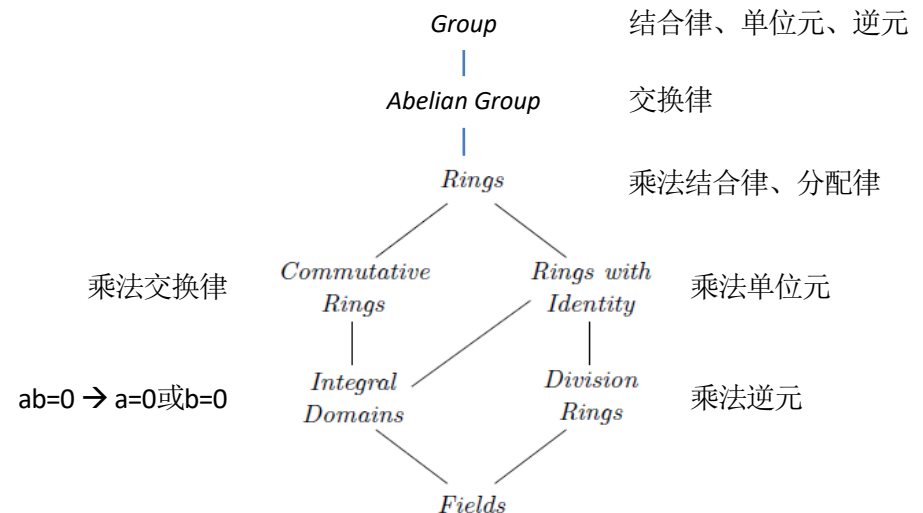 Group 结合律、单位元、逆元
Abelian Group 交换律
Rings 乘法结合律、分配律
乘法交换律 Commutative Rings Rings with Identity 乘法单位元
ab=0 → a=0或b=0 Integral Domains Division Rings 乘法逆元
Fields